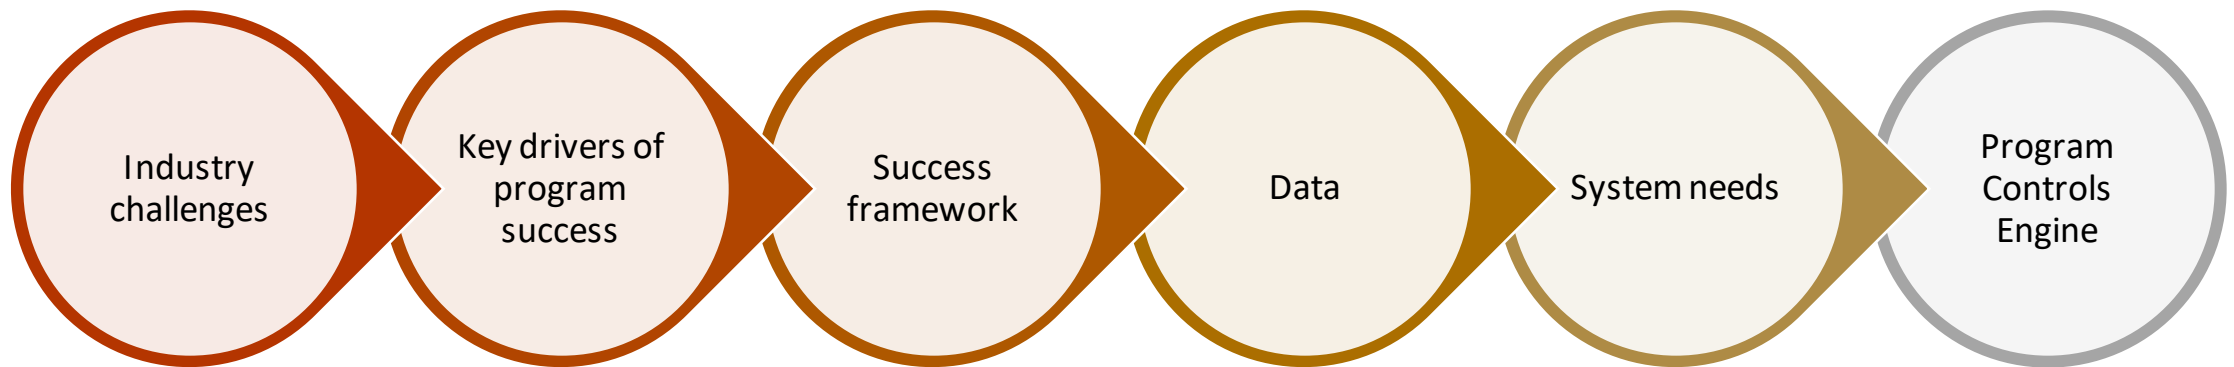 Industry
challenges
Key drivers of
program
success
Success
framework
Data
System needs
Program
Controls
Engine